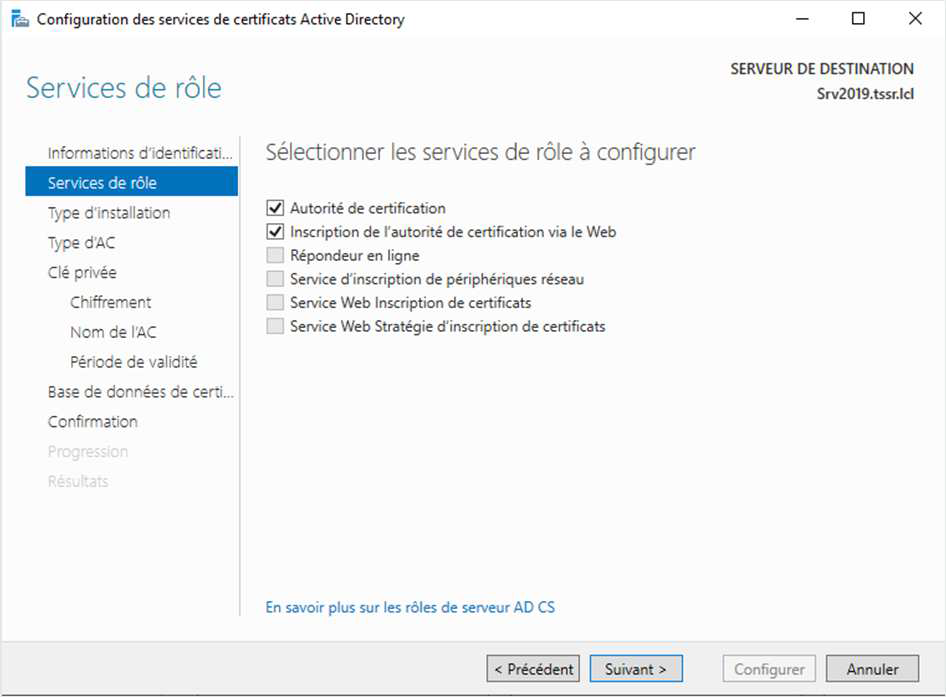 Configuration des services de certificats Active Directory
Services de rôle
SERVEUR DE DESTINATION
Srv2019.tssr.lcl
Informations d'identificati...
Services de rôle
Type d'installation
Type d'AC
Clé privée
Chiffrement
Nom de l'AC
Période de validité
Base de données de certi...
Confirmation
Progression
Résultats
Sélectionner les services de rôle à configurer
Autorité de certification
Inscription de l'autorité de certification via le Web
Répondeur en ligne
Service d'inscription de périphériques réseau
Service Web Inscription de certificats
Service Web Stratégie d'inscription de certificats
En savoir plus sur les rôles de serveur AD CS
< Précédent
Suivant >
Configurer
Annuler